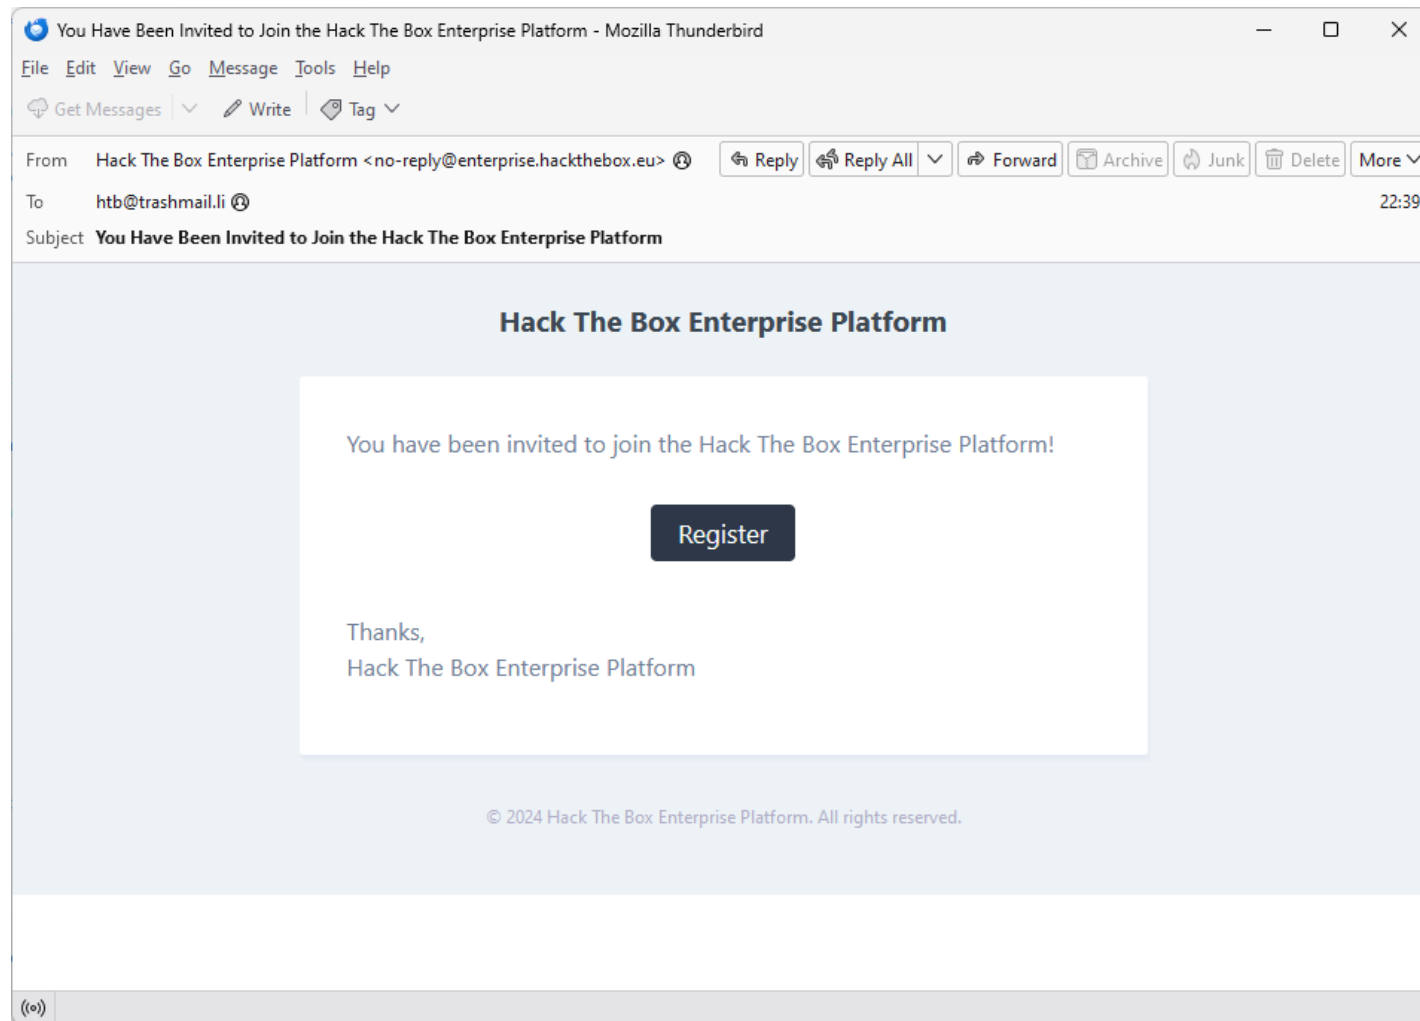 You Have Been Invited to Join the Hack The Box Enterprise Platform - Mozilla Thunderbird
File Edit View Go Message Tools Help
Get Messages Write Tag
From Hack The Box Enterprise Platform <no-reply@enterprise.hackthebox.eu> Reply Reply All Forward Archive Junk Delete More
To htb@trashmail.li 22:39
Subject You Have Been Invited to Join the Hack The Box Enterprise Platform
Hack The Box Enterprise Platform
You have been invited to join the Hack The Box Enterprise Platform!
Register
Thanks,
Hack The Box Enterprise Platform
© 2024 Hack The Box Enterprise Platform. All rights reserved.